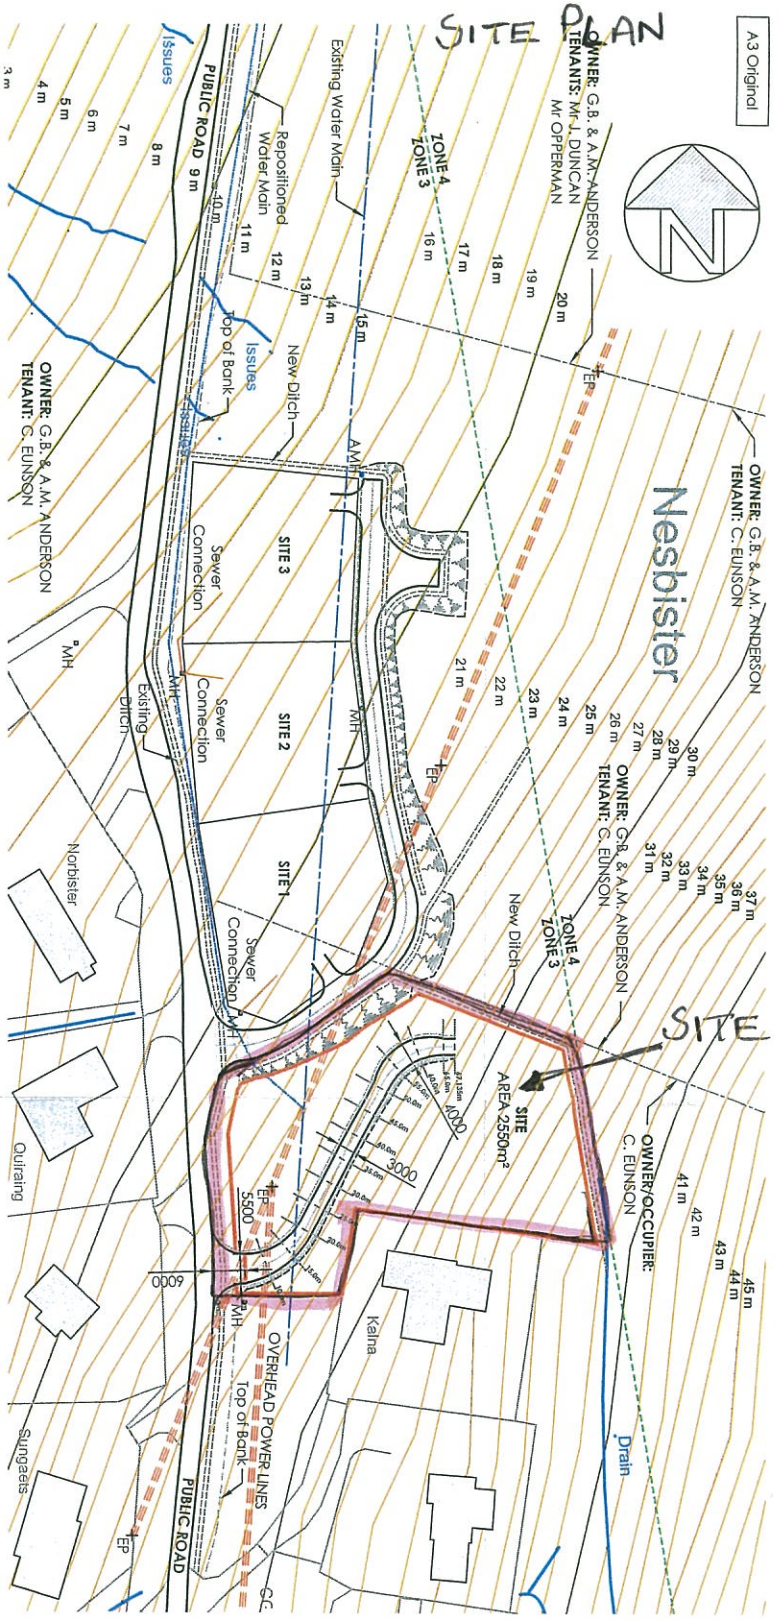 SITE PLAN
A3 Original
N
OWNER: G.B. & A.M. ANDERSON
TENANTS: Mr J. DUNCAN
Mr OPPERMAN
OWNER: G.B. & A.M. ANDERSON
TENANT: C. EUNSON
Nesbister
OWNER: G.B. & A.M. ANDERSON
TENANT: C. EUNSON
SITE
OWNER/OCCUPIER:
C. EUNSON
ZONE 4
ZONE 3
ZONE 4
ZONE 3
Existing Water Main
Repositioned
Water Main
Issues
PUBLIC ROAD
3 m
4 m
5 m
6 m
7 m
8 m
9 m
10 m
11 m
12 m
13 m
14 m
15 m
16 m
17 m
18 m
19 m
20 m
21 m
22 m
23 m
24 m
25 m
26 m
27 m
28 m
29 m
30 m
31 m
32 m
33 m
34 m
35 m
36 m
37 m
41 m
42 m
43 m
44 m
45 m
EP
EP
EP
EP
Issues
Issues
Top of Bank
New Ditch
AMH
SITE 3
SITE 2
SITE 1
Sewer
Connection
Sewer
Connection
Sewer
Connection
MH
MH
MH
MH
MH
Existing
Ditch
New Ditch
SITE
AREA 2550m²
4000
3000
5500
6000
OWNER: G.B. & A.M. ANDERSON
TENANT: C. EUNSON
Norbister
Quiraing
Kalna
Sungaets
Drain
OVERHEAD POWER LINES
Top of Bank
PUBLIC ROAD